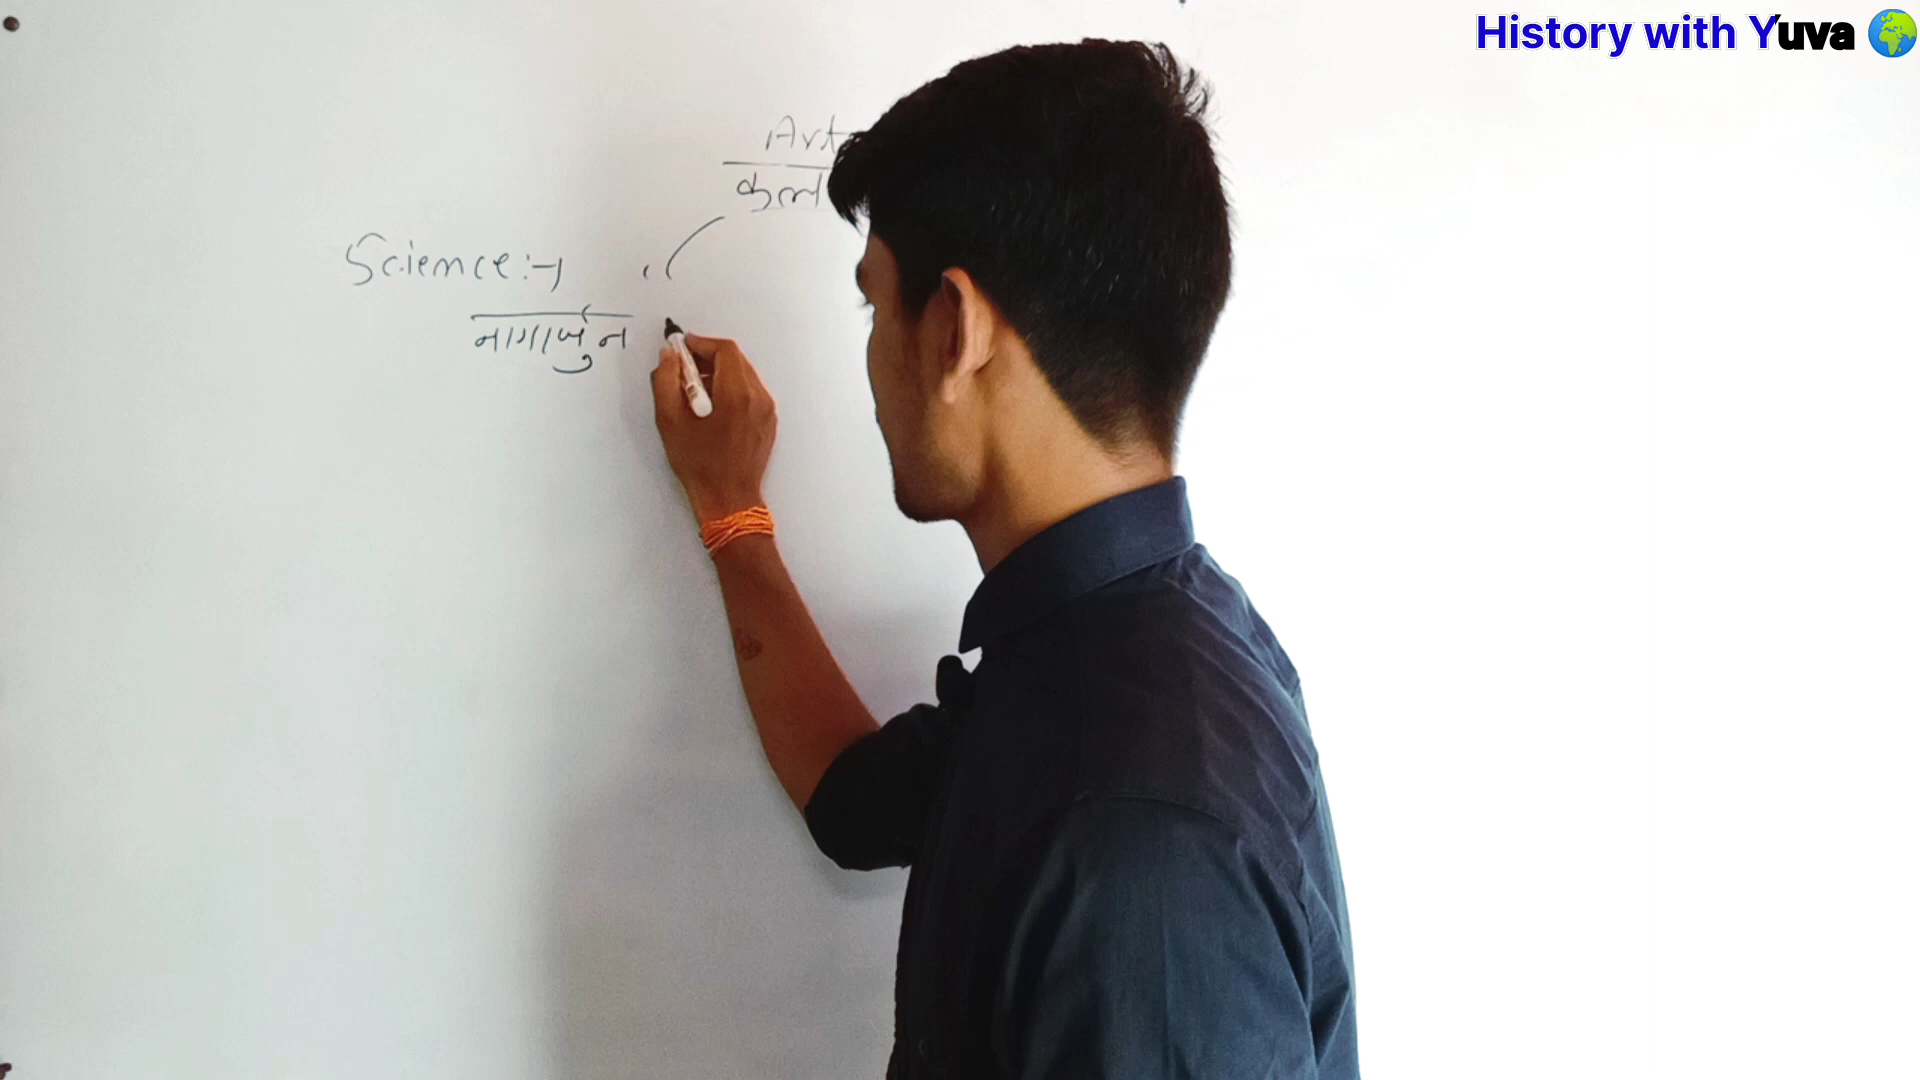 History with Yuva
Art
कला
Science :-
नागार्जुन